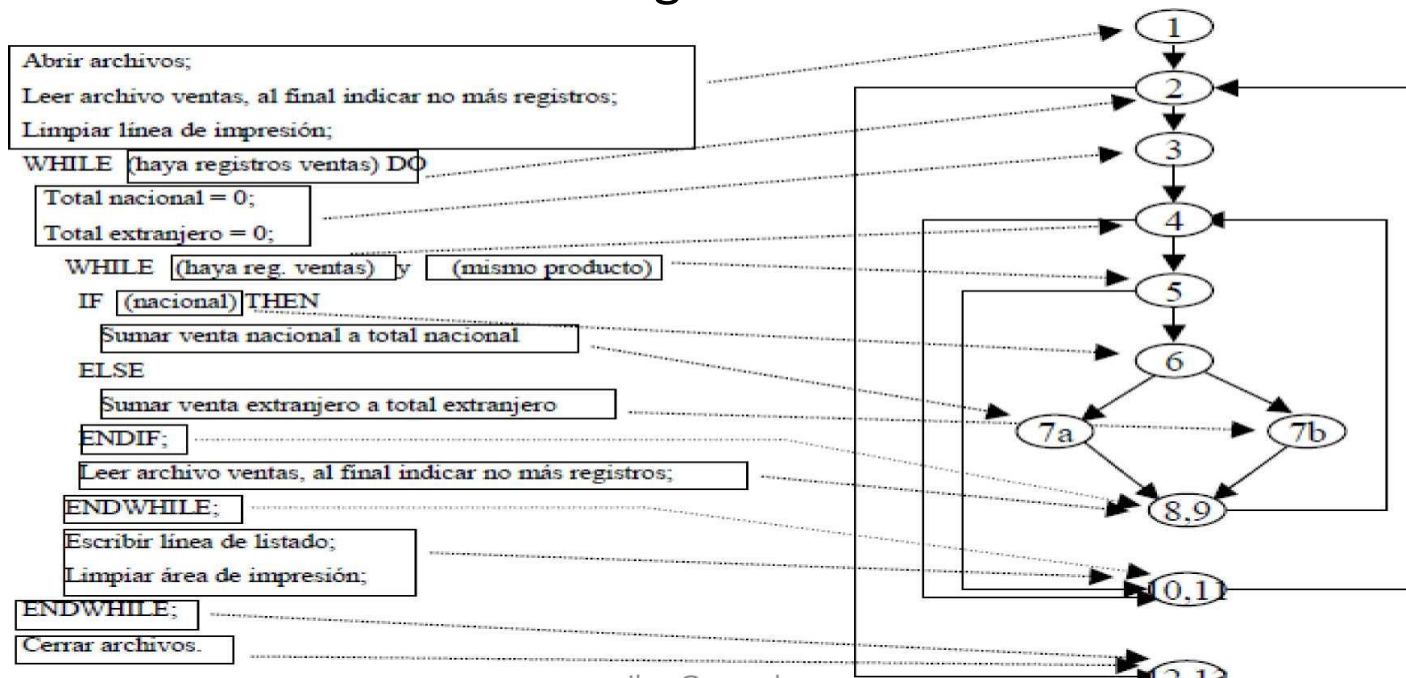 Abrir archivos;
Leer archivo ventas, al final indicar no más registros;
Limpiar línea de impresión;
WHILE (haya registros ventas) DO
Total nacional = 0;
Total extranjero = 0;
WHILE (haya reg. ventas) y (mismo producto)
IF (nacional) THEN
Sumar venta nacional a total nacional
ELSE
Sumar venta extranjero a total extranjero
ENDIF;
Leer archivo ventas, al final indicar no más registros;
ENDWHILE;
Escribir línea de listado;
Limpiar área de impresión;
ENDWHILE;
Cerrar archivos.
1
2
3
4
5
6
7a 7b
8,9
10,11